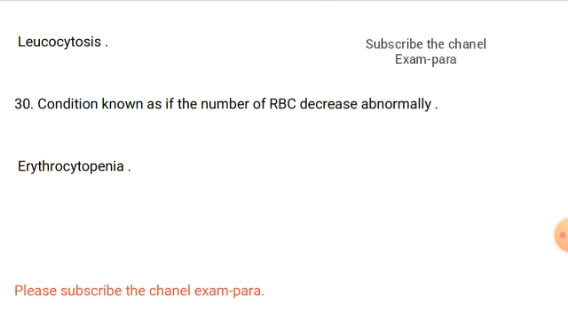 Leucocytosis .
Subscribe the chanel
Exam-para
30. Condition known as if the number of RBC decrease abnormally .
Erythrocytopenia .
Please subscribe the chanel exam-para.